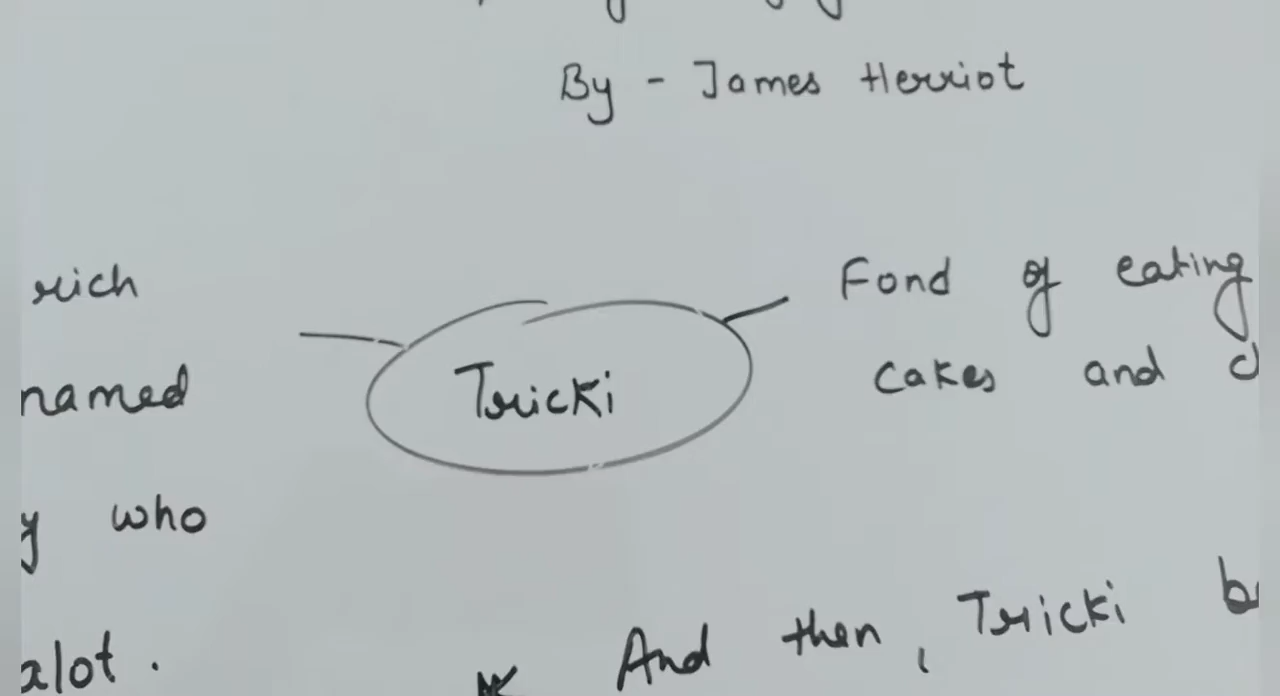 By - James Herriot
rich
Fond of eating
named
Tricki
cakes and
who
And then, Tricki
alot.